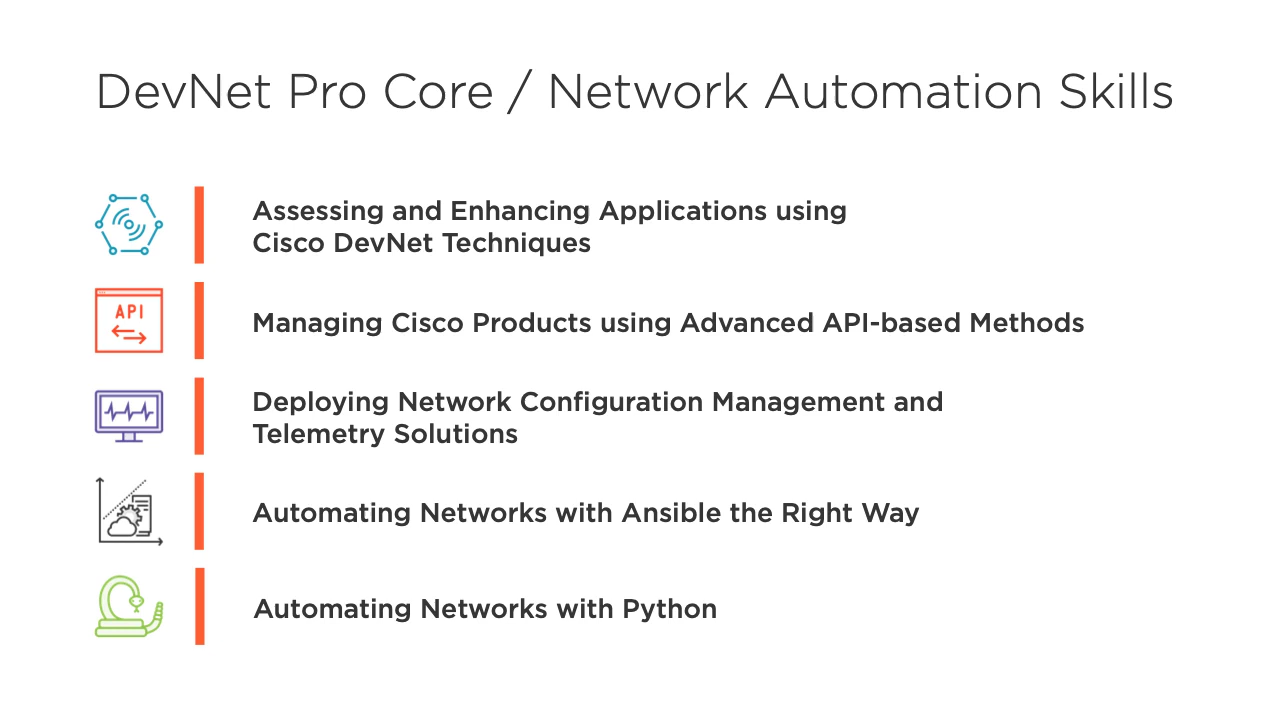 DevNet Pro Core / Network Automation Skills
Assessing and Enhancing Applications using
Cisco DevNet Techniques
API
Managing Cisco Products using Advanced API-based Methods
Deploying Network Configuration Management and
Telemetry Solutions
Automating Networks with Ansible the Right Way
Automating Networks with Python